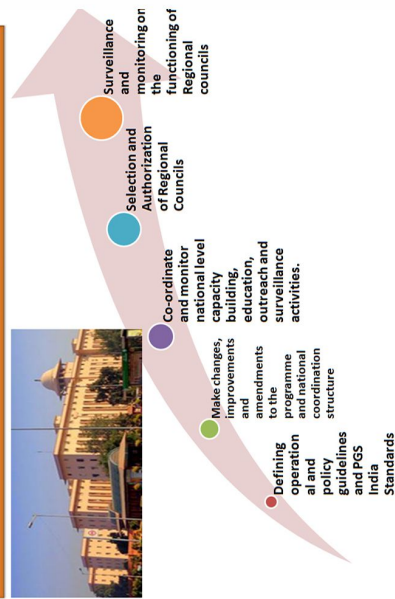 Defining
operation
al and
policy
guidelines
and PGS
India
Standards
Make changes,
improvements
and
amendments
to the
programme
and national
coordination
structure
Co-ordinate
and monitor
national level
capacity
building,
education,
outreach and
surveillance
activities.
Selection and
Authorization
of Regional
Councils
Surveillance
and
monitoring on
the
functioning of
Regional
councils